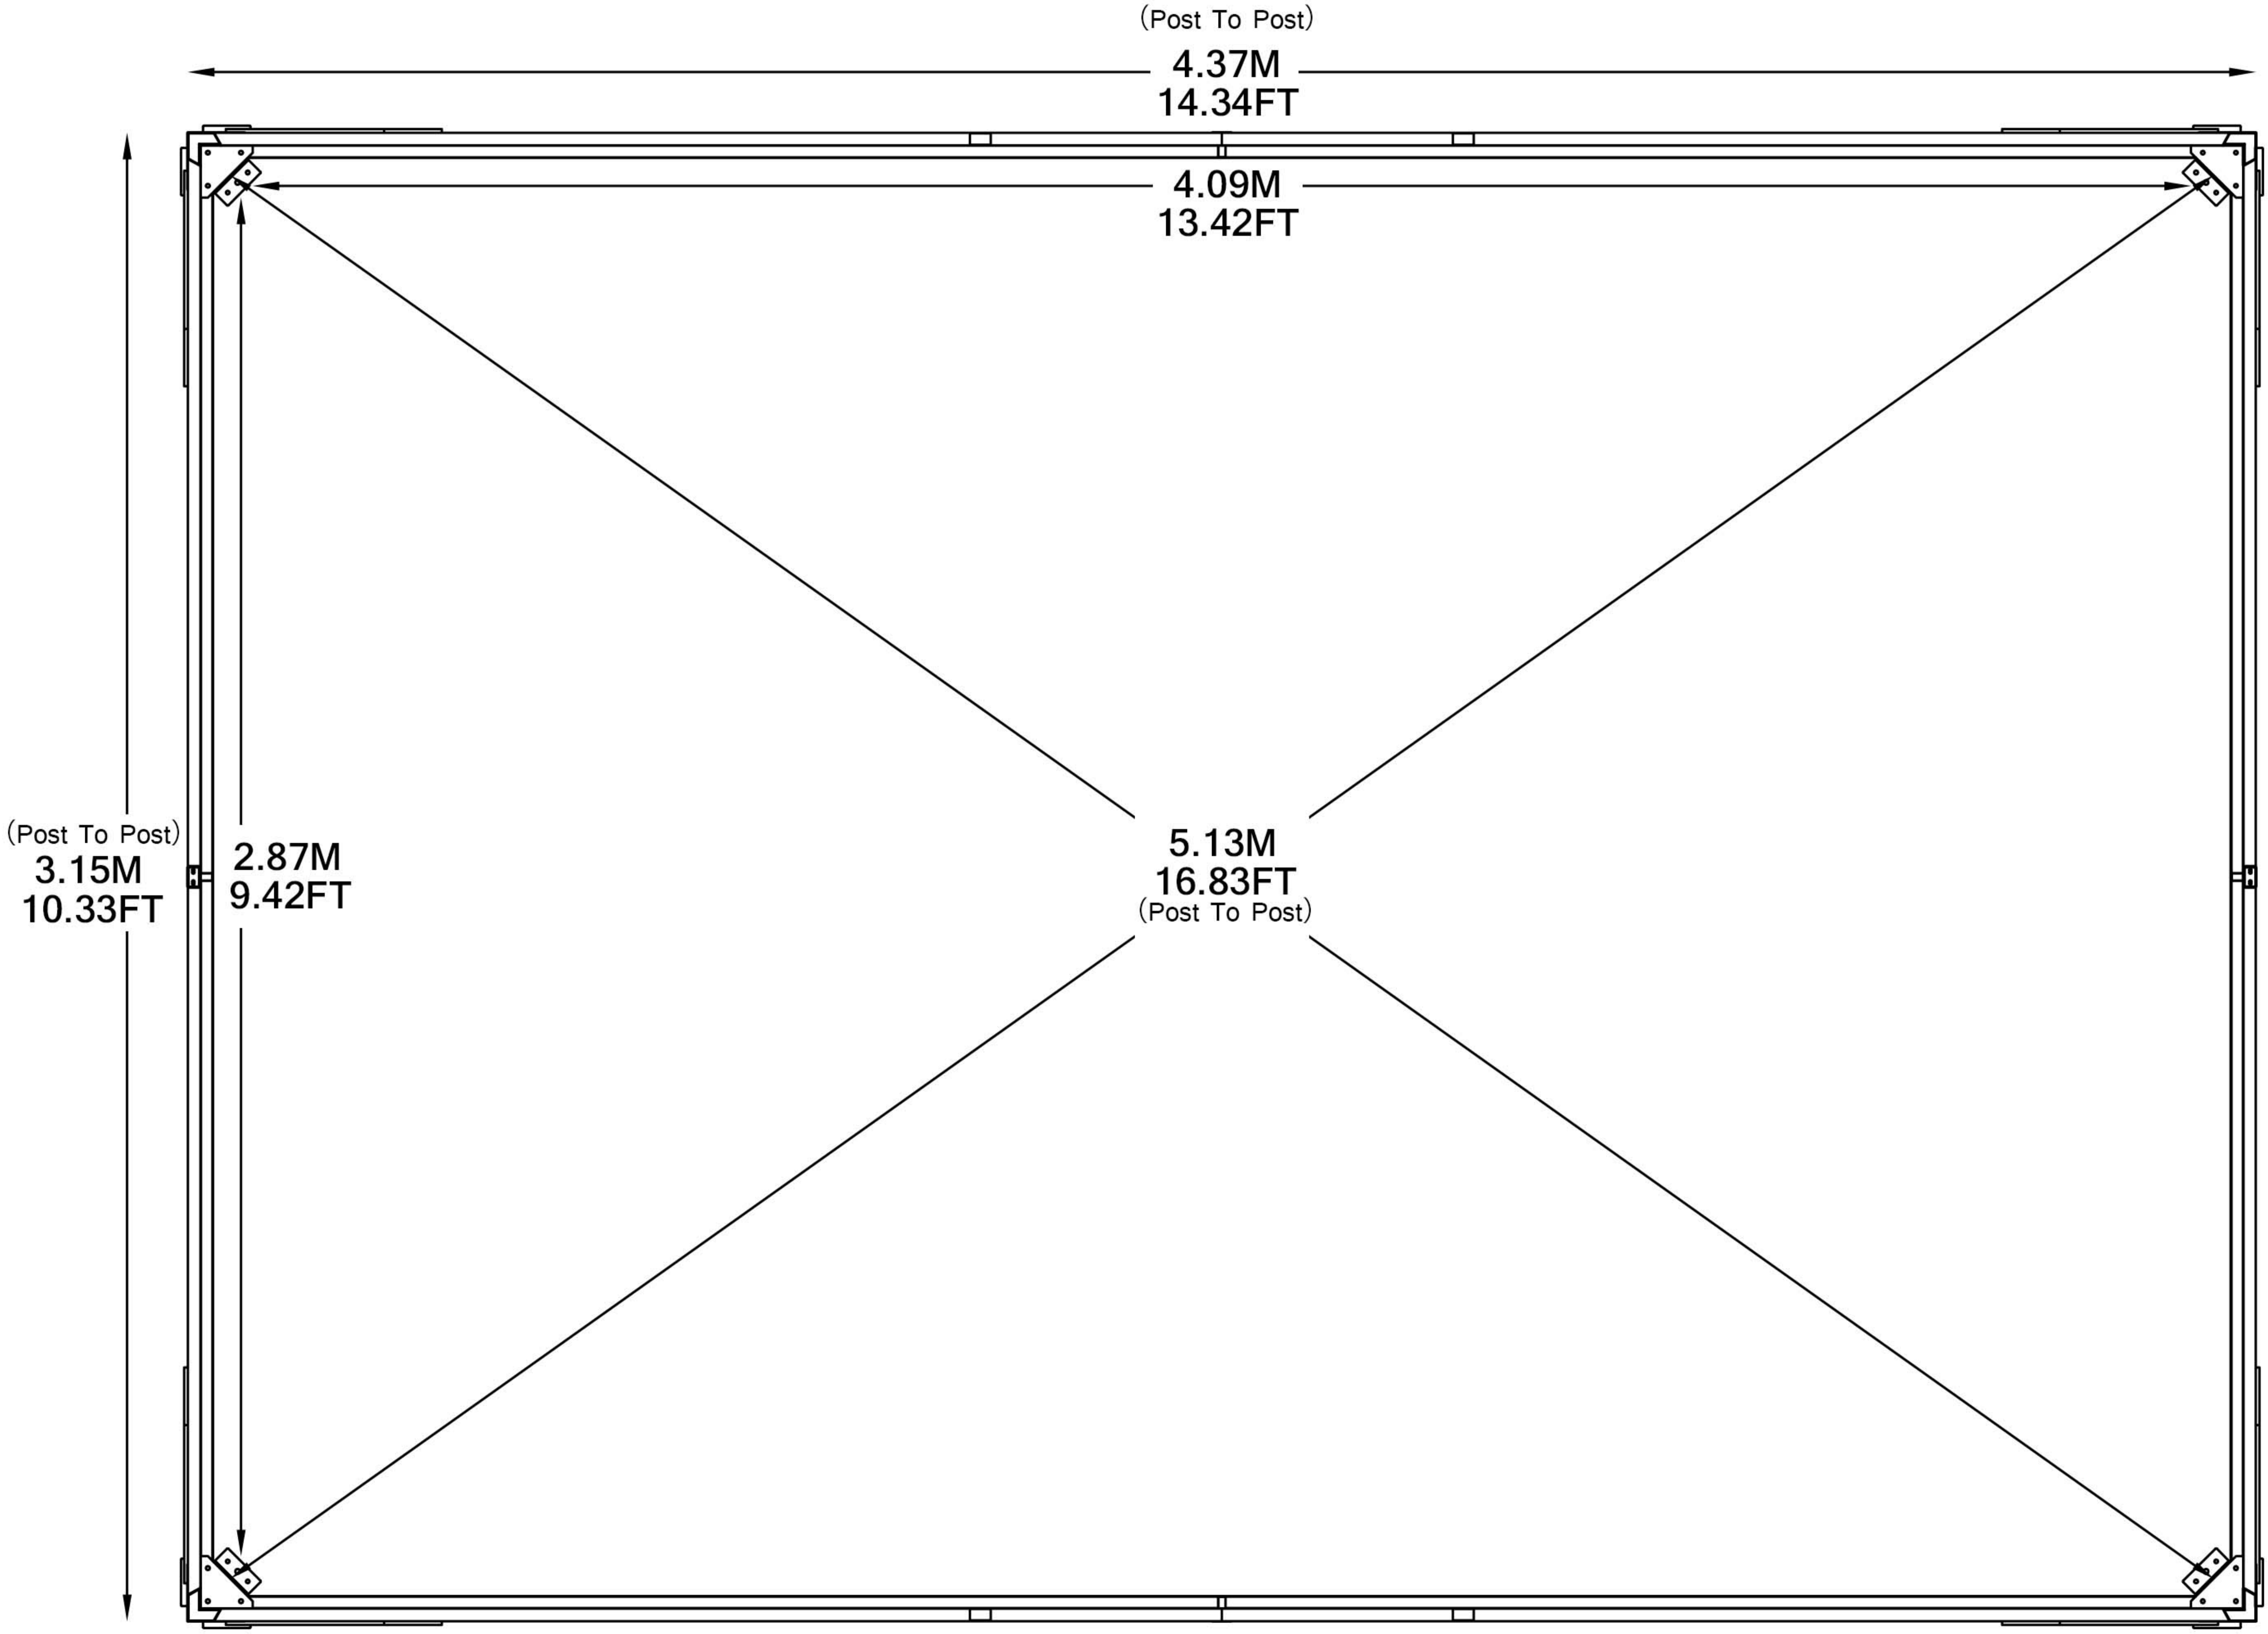 (Post To Post)
4.37M
14.34FT
4.09M
13.42FT
(Post To Post)
3.15M
10.33FT
2.87M
9.42FT
5.13M
16.83FT
(Post To Post)